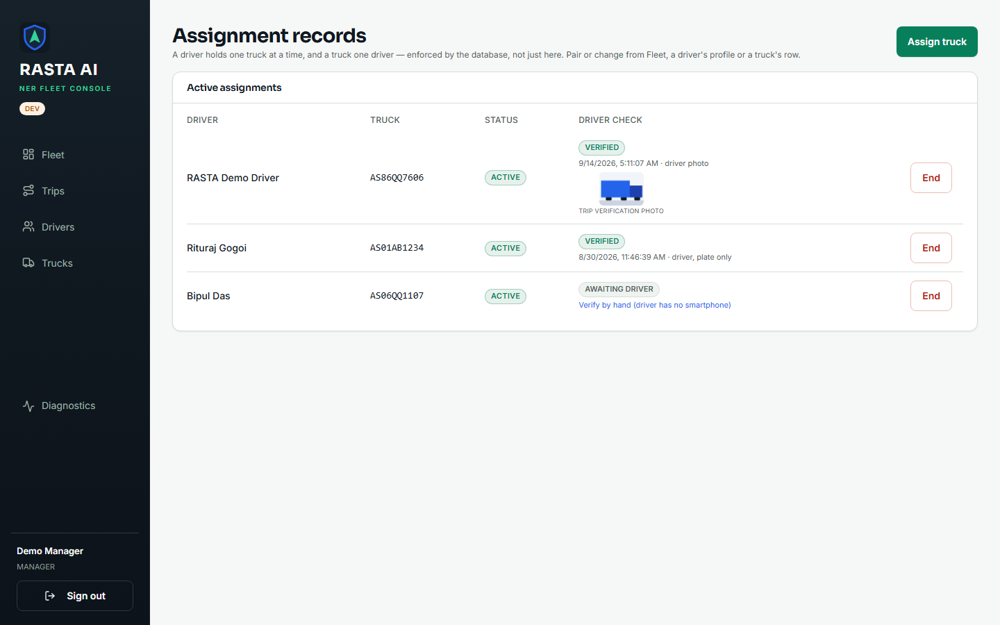 RASTA AI
NER FLEET CONSOLE
DEV
Fleet
Trips
Drivers
Trucks
Diagnostics
Demo Manager
MANAGER
Sign out
Assignment records
A driver holds one truck at a time, and a truck one driver — enforced by the database, not just here. Pair or change from Fleet, a driver's profile or a truck's row.
Assign truck
Active assignments
DRIVER TRUCK STATUS DRIVER CHECK
RASTA Demo Driver AS86QQ7606 ACTIVE VERIFIED
9/14/2026, 5:11:07 AM · driver photo
TRIP VERIFICATION PHOTO
End
Rituraj Gogoi AS01AB1234 ACTIVE VERIFIED
8/30/2026, 11:46:39 AM · driver, plate only
End
Bipul Das AS06QQ1107 ACTIVE AWAITING DRIVER
Verify by hand (driver has no smartphone)
End